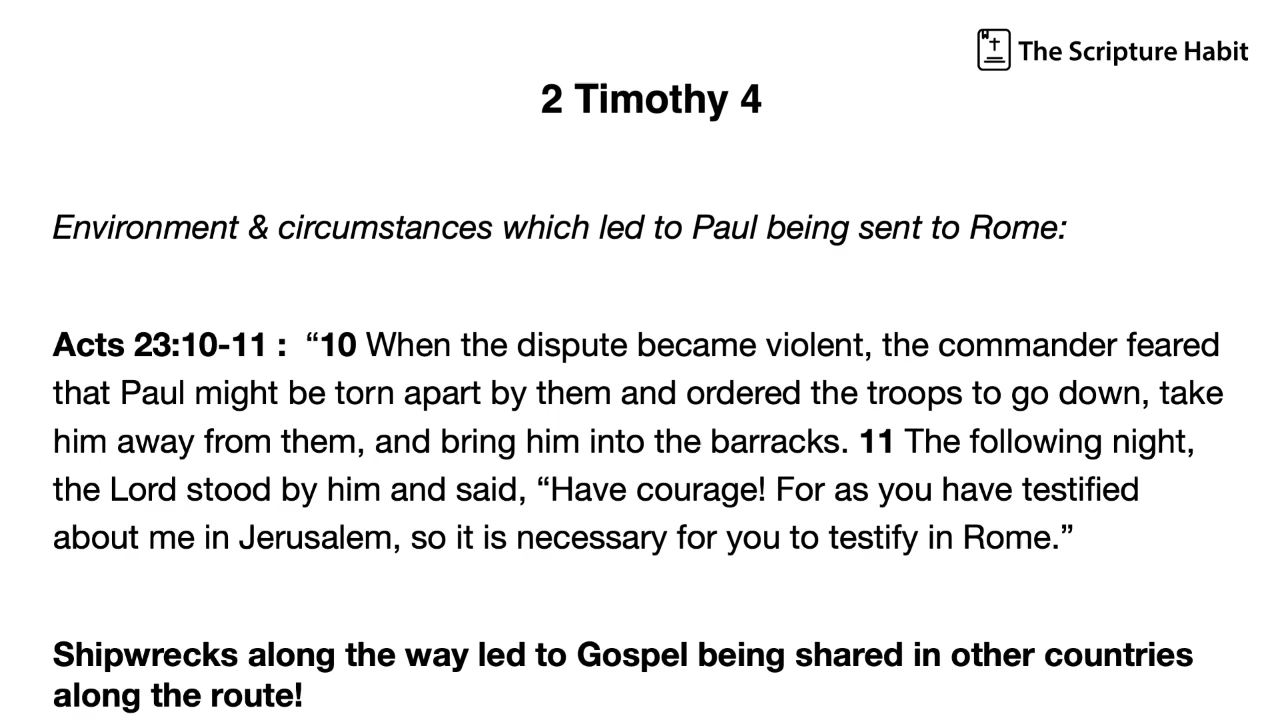 The Scripture Habit
2 Timothy 4
Environment & circumstances which led to Paul being sent to Rome:
Acts 23:10-11 :  “10 When the dispute became violent, the commander feared
that Paul might be torn apart by them and ordered the troops to go down, take
him away from them, and bring him into the barracks. 11 The following night,
the Lord stood by him and said, “Have courage! For as you have testified
about me in Jerusalem, so it is necessary for you to testify in Rome.”
Shipwrecks along the way led to Gospel being shared in other countries
along the route!